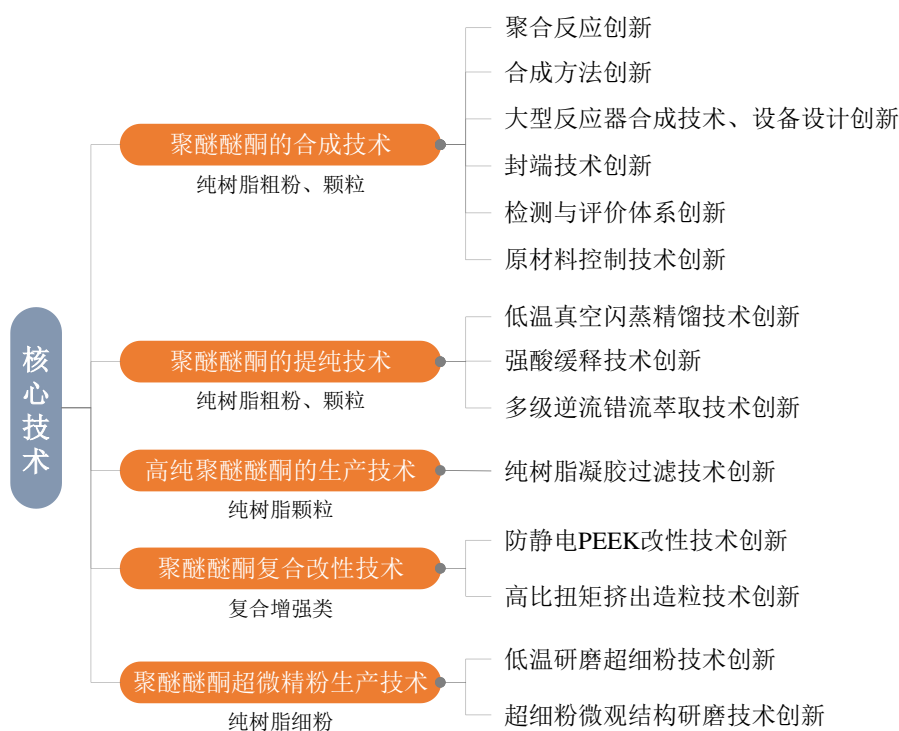 核心技术
聚醚醚酮的合成技术
纯树脂粗粉、颗粒
聚合反应创新
合成方法创新
大型反应器合成技术、设备设计创新
封端技术创新
检测与评价体系创新
原材料控制技术创新
聚醚醚酮的提纯技术
纯树脂粗粉、颗粒
低温真空闪蒸精馏技术创新
强酸缓释技术创新
多级逆流错流萃取技术创新
高纯聚醚醚酮的生产技术
纯树脂颗粒
纯树脂凝胶过滤技术创新
聚醚醚酮复合改性技术
复合增强类
防静电PEEK改性技术创新
高比扭矩挤出造粒技术创新
聚醚醚酮超微精粉生产技术
纯树脂细粉
低温研磨超细粉技术创新
超细粉微观结构研磨技术创新